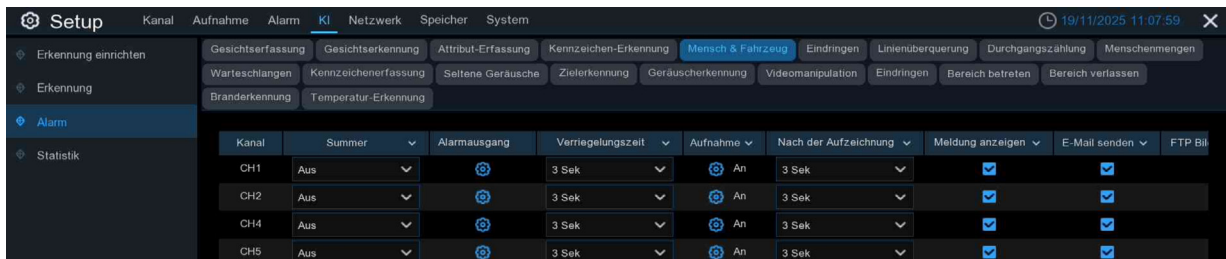 Setup Kanal Aufnahme Alarm KI Netzwerk Speicher System 19/11/2025 11:07:59
Erkennung einrichten
Erkennung
Alarm
Statistik
Gesichtserfassung Gesichtserkennung Attribut-Erfassung Kennzeichen-Erkennung Mensch & Fahrzeug Eindringen Linienüberquerung Durchgangszählung Menschenmengen
Warteschlangen Kennzeichenerfassung Seltene Geräusche Zielerkennung Geräuscherkennung Videomanipulation Eindringen Bereich betreten Bereich verlassen
Branderkennung Temperatur-Erkennung
Kanal Summer Alarmausgang Verriegelungszeit Aufnahme Nach der Aufzeichnung Meldung anzeigen E-Mail senden FTP Bil
CH1 Aus 3 Sek An 3 Sek
CH2 Aus 3 Sek An 3 Sek
CH4 Aus 3 Sek An 3 Sek
CH5 Aus 3 Sek An 3 Sek